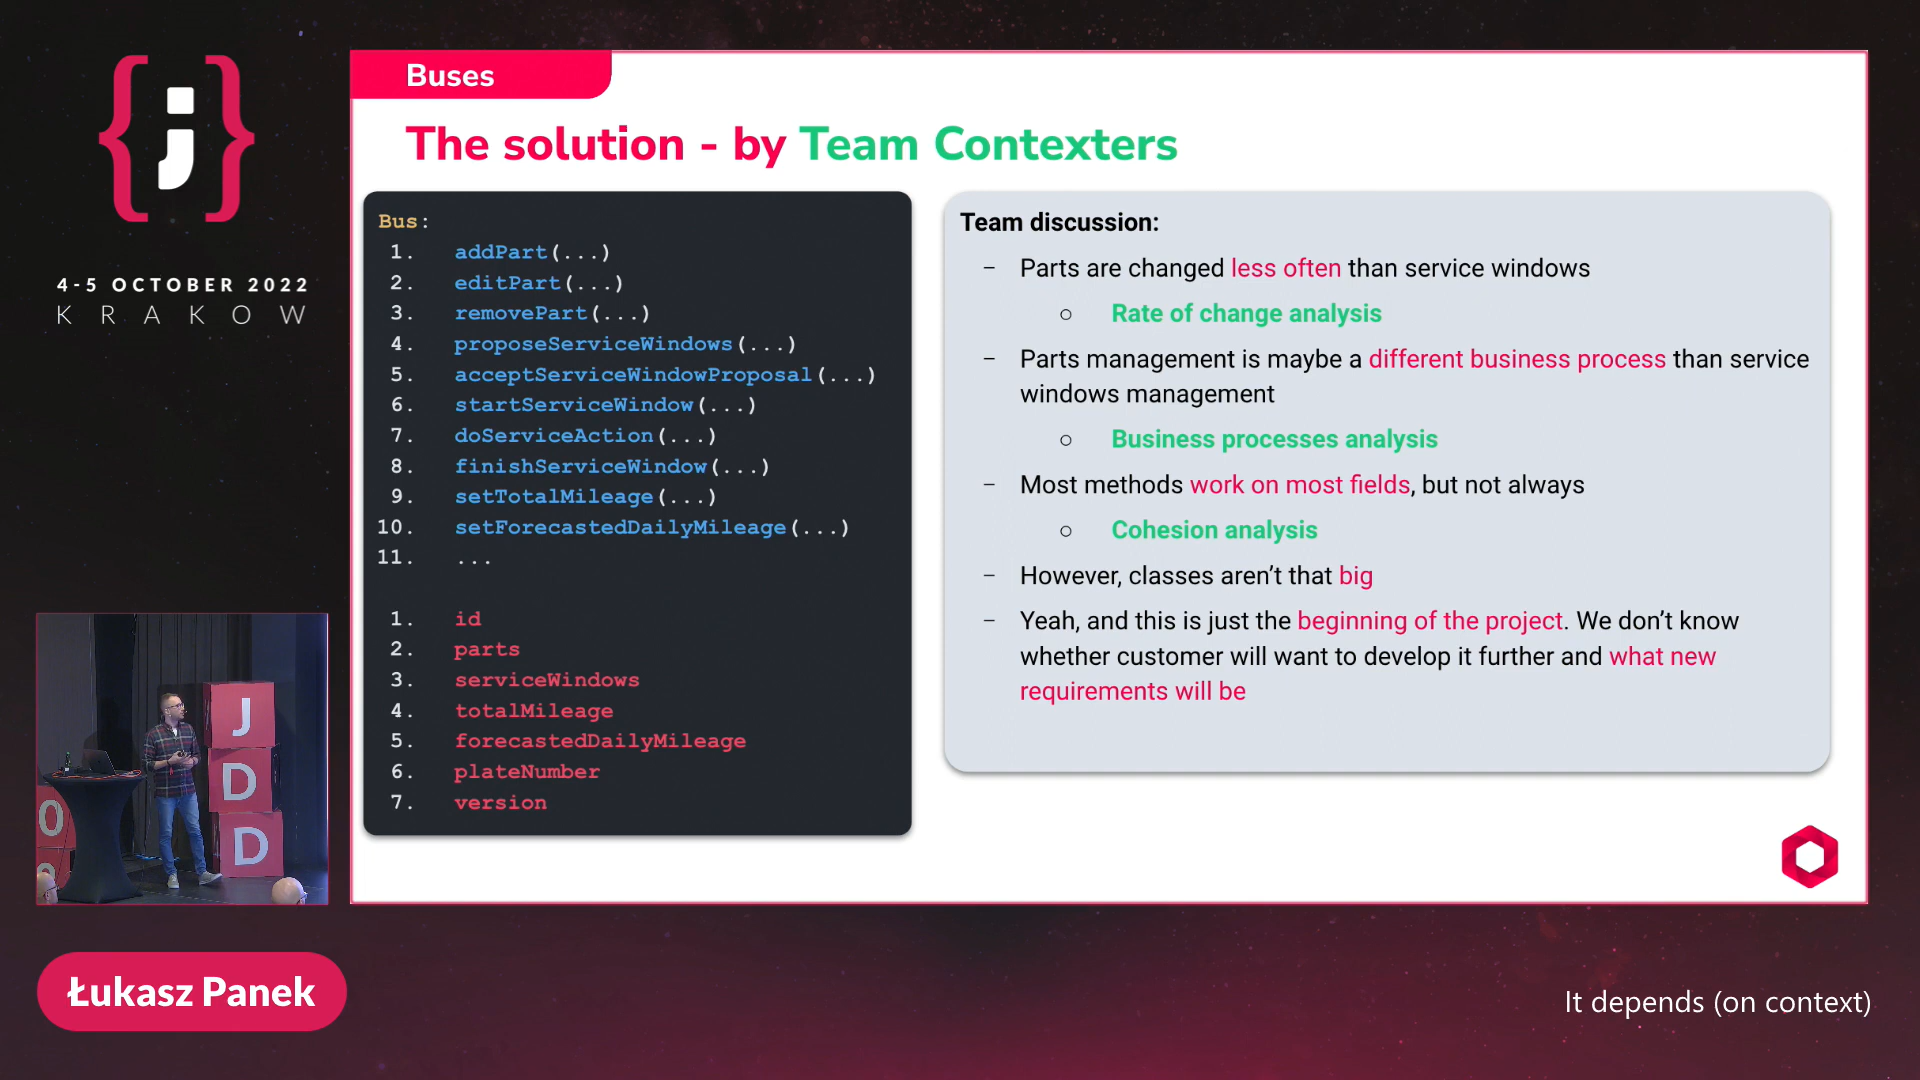 {j}
4-5 OCTOBER 2022
KRAKOW
Buses
The solution - by Team Contexters
Bus:
1. addPart(...)
2. editPart(...)
3. removePart(...)
4. proposeServiceWindows(...)
5. acceptServiceWindowProposal(...)
6. startServiceWindow(...)
7. doServiceAction(...)
8. finishServiceWindow(...)
9. setTotalMileage(...)
10. setForecastedDailyMileage(...)
11. ...
1. id
2. parts
3. serviceWindows
4. totalMileage
5. forecastedDailyMileage
6. plateNumber
7. version
Team discussion:
- Parts are changed less often than service windows
○ Rate of change analysis
- Parts management is maybe a different business process than service
windows management
○ Business processes analysis
- Most methods work on most fields, but not always
○ Cohesion analysis
- However, classes aren’t that big
- Yeah, and this is just the beginning of the project. We don’t know
whether customer will want to develop it further and what new
requirements will be
J
D
D
Łukasz Panek
It depends (on context)